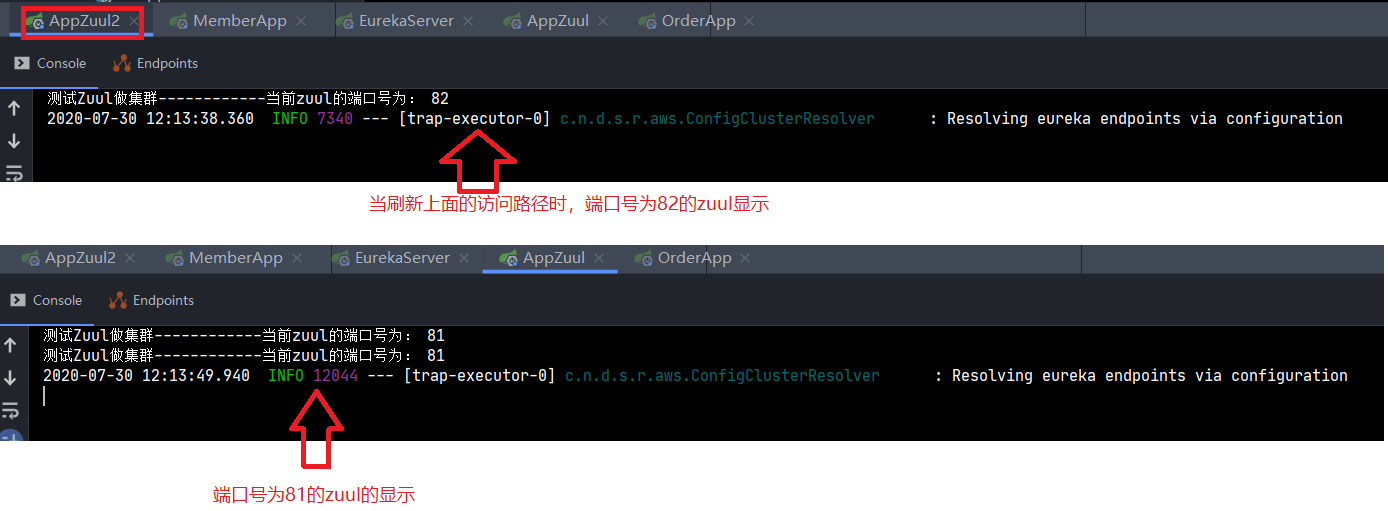 AppZuul2 MemberApp EurekaServer AppZuul OrderApp
Console Endpoints
测试Zuul做集群------------当前zuul的端口号为: 82
2020-07-30 12:13:38.360 INFO 7340 --- [trap-executor-0] c.n.d.s.r.aws.ConfigClusterResolver : Resolving eureka endpoints via configuration
当刷新上面的访问路径时，端口号为82的zuul显示
AppZuul2 MemberApp EurekaServer AppZuul OrderApp
Console Endpoints
测试Zuul做集群------------当前zuul的端口号为: 81
测试Zuul做集群------------当前zuul的端口号为: 81
2020-07-30 12:13:49.940 INFO 12044 --- [trap-executor-0] c.n.d.s.r.aws.ConfigClusterResolver : Resolving eureka endpoints via configuration
端口号为81的zuul的显示